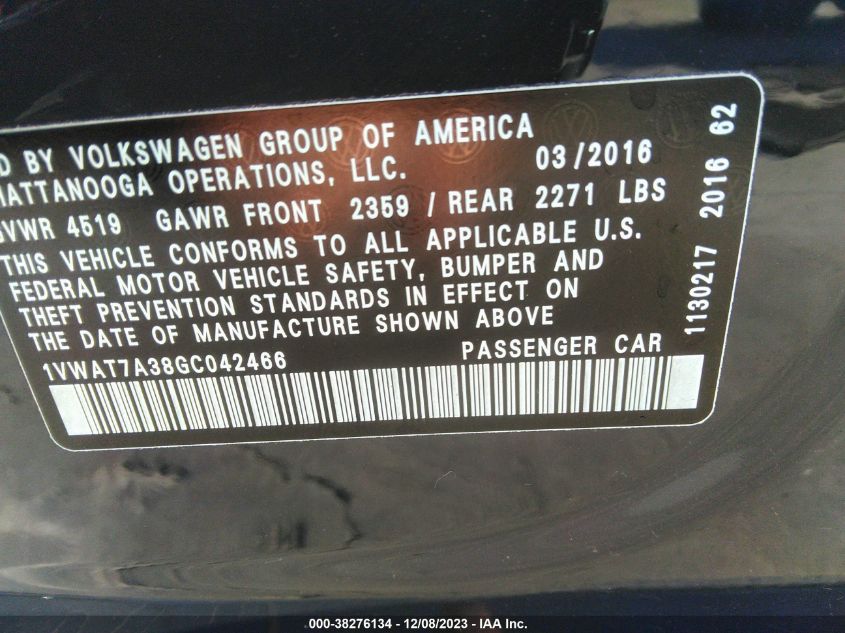 D BY VOLKSWAGEN GROUP OF AMERICA
HATTANOOGA OPERATIONS, LLC. 03/2016
GVWR 4519 GAWR FRONT 2359 / REAR 2271 LBS
THIS VEHICLE CONFORMS TO ALL APPLICABLE U.S.
FEDERAL MOTOR VEHICLE SAFETY, BUMPER AND
THEFT PREVENTION STANDARDS IN EFFECT ON
THE DATE OF MANUFACTURE SHOWN ABOVE
1VWAT7A38GC042466 PASSENGER CAR
1130217 2016 62
000-38276134 - 12/08/2023 - © IAA Inc.